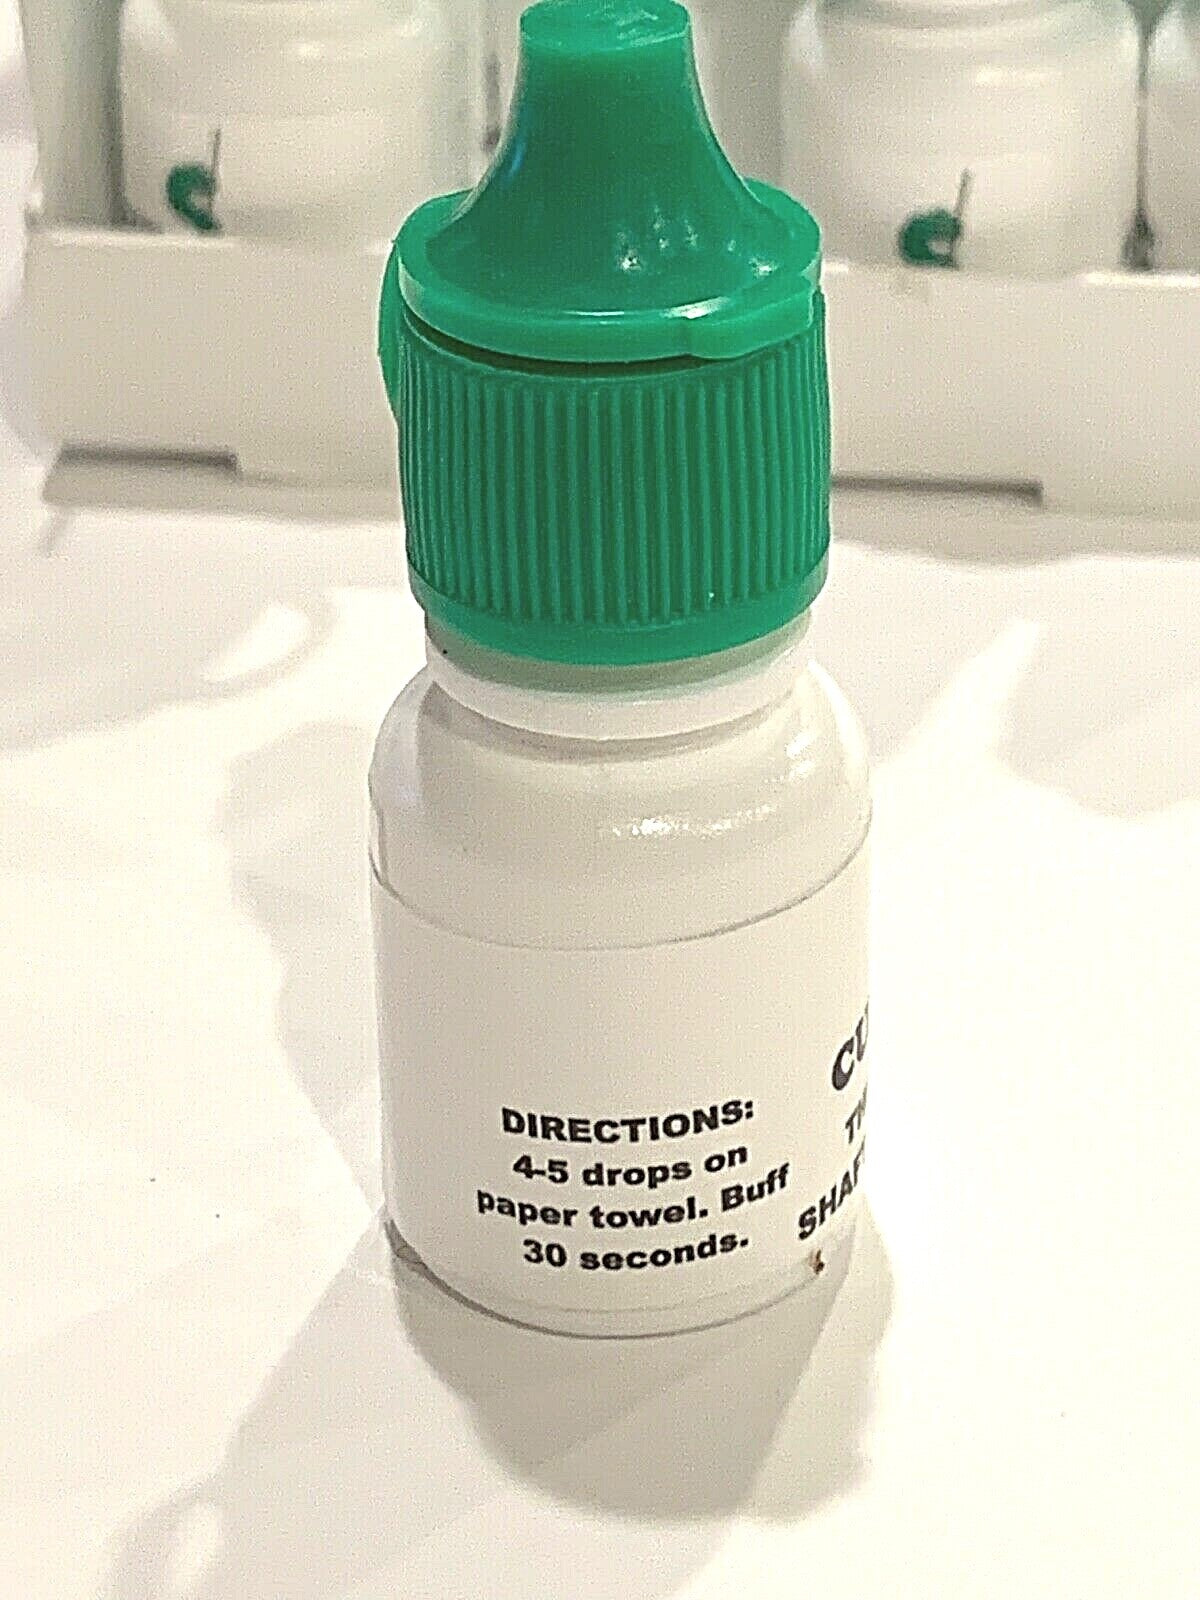 DIRECTIONS:
4-5 drops on
paper towel. Buff
30 seconds.